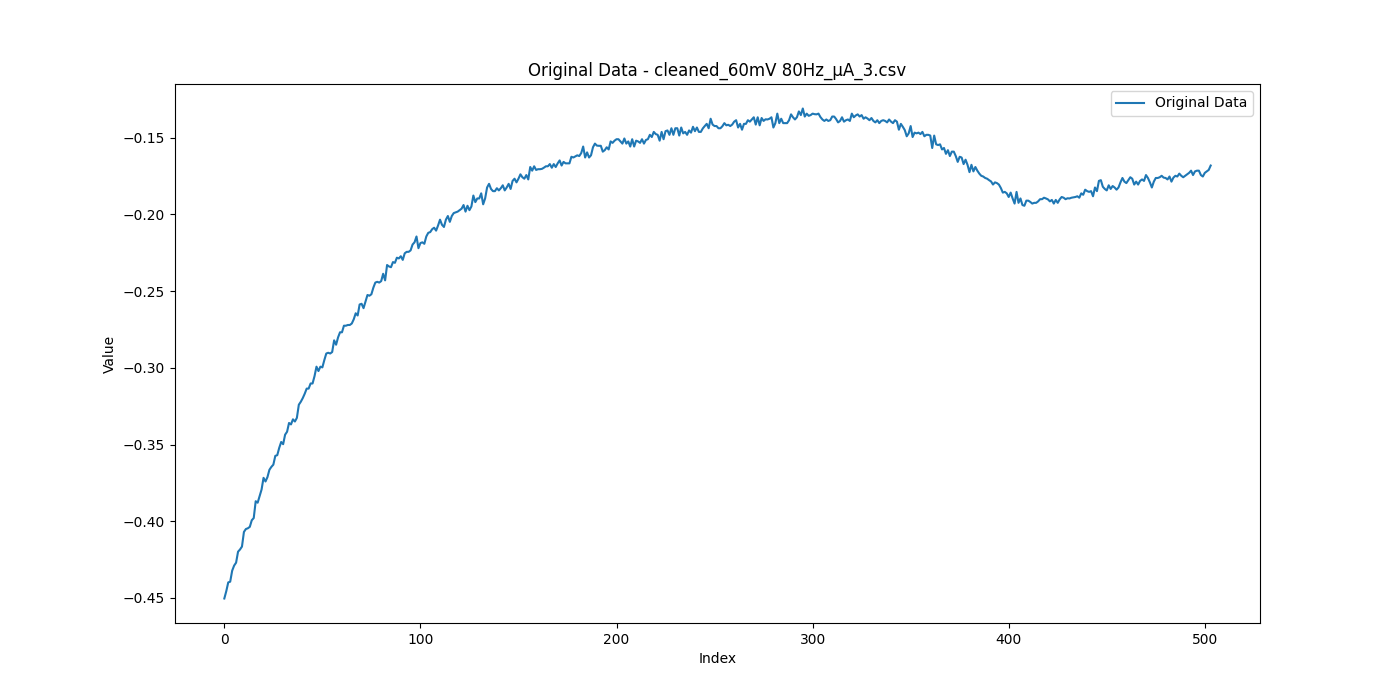 Original Data - cleaned_60mV 80Hz_μA_3.csv
Original Data
−0.15
−0.20
−0.25
−0.30
−0.35
−0.40
−0.45
Value
0 100 200 300 400 500
Index